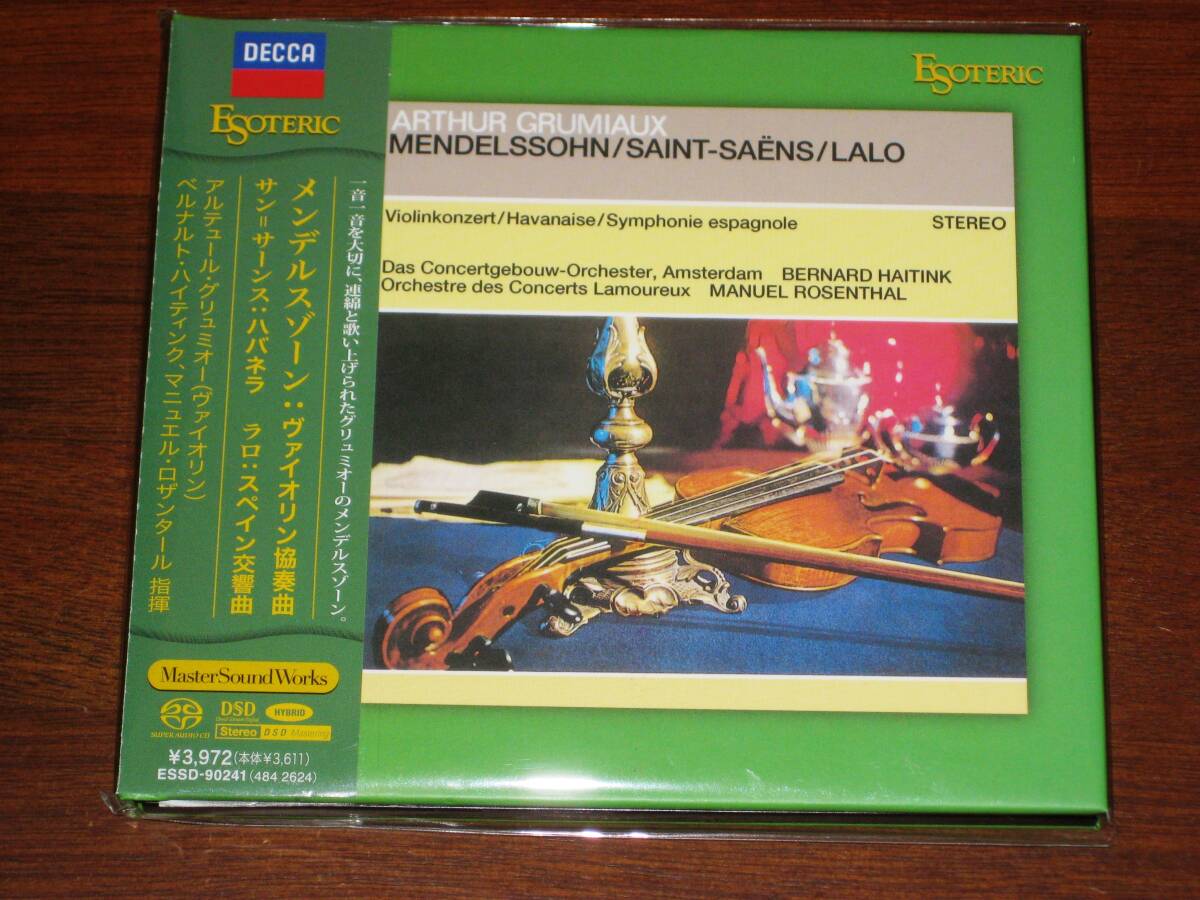 DECCA
ESOTERIC
一音一音を大切に、連綿と歌い上げられたグリュミオーのメンデルスゾーン。
メンデルスゾーン:ヴァイオリン協奏曲
サン=サーンス:ハバネラ ラロ:スペイン交響曲
アルテュール・グリュミオー(ヴァイオリン)
ベルナルト・ハイティンク、マニュエル・ロザンタール 指揮
MasterSoundWorks
SUPER AUDIO CD
DSD
Direct Stream Digital
HYBRID
Stereo DSD Mastering
¥3,972(本体¥3,611)
ESSD-90241(484 2624)
ESOTERIC
ARTHUR GRUMIAUX
MENDELSSOHN/SAINT-SAËNS/LALO
Violinkonzert/Havanaise/Symphonie espagnole STEREO
Das Concertgebouw-Orchester, Amsterdam BERNARD HAITINK
Orchestre des Concerts Lamoureux MANUEL ROSENTHAL